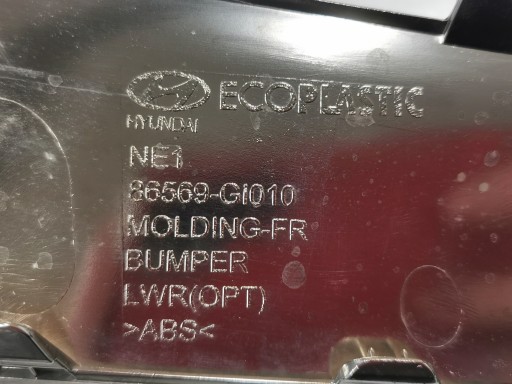 ECOPLASTIC
HYUNDAI
NE1
86569-GI010
MOLDING-FR
BUMPER
LWR(OPT)
>ABS<